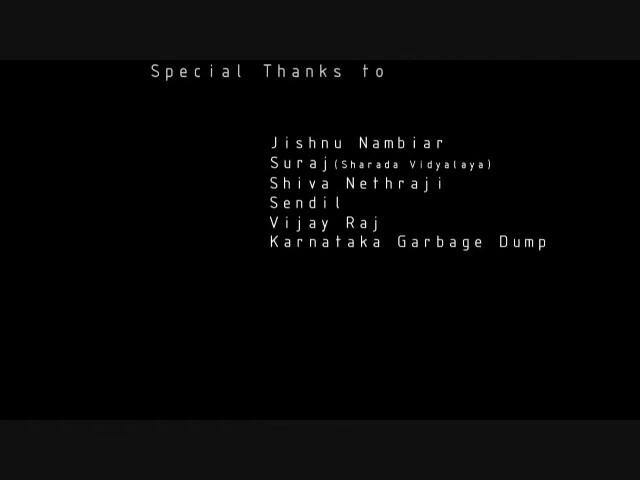 Special Thanks to
Jishnu Nambiar
Suraj(Sharada Vidyalaya)
Shiva Nethraji
Sendil
Vijay Raj
Karnataka Garbage Dump